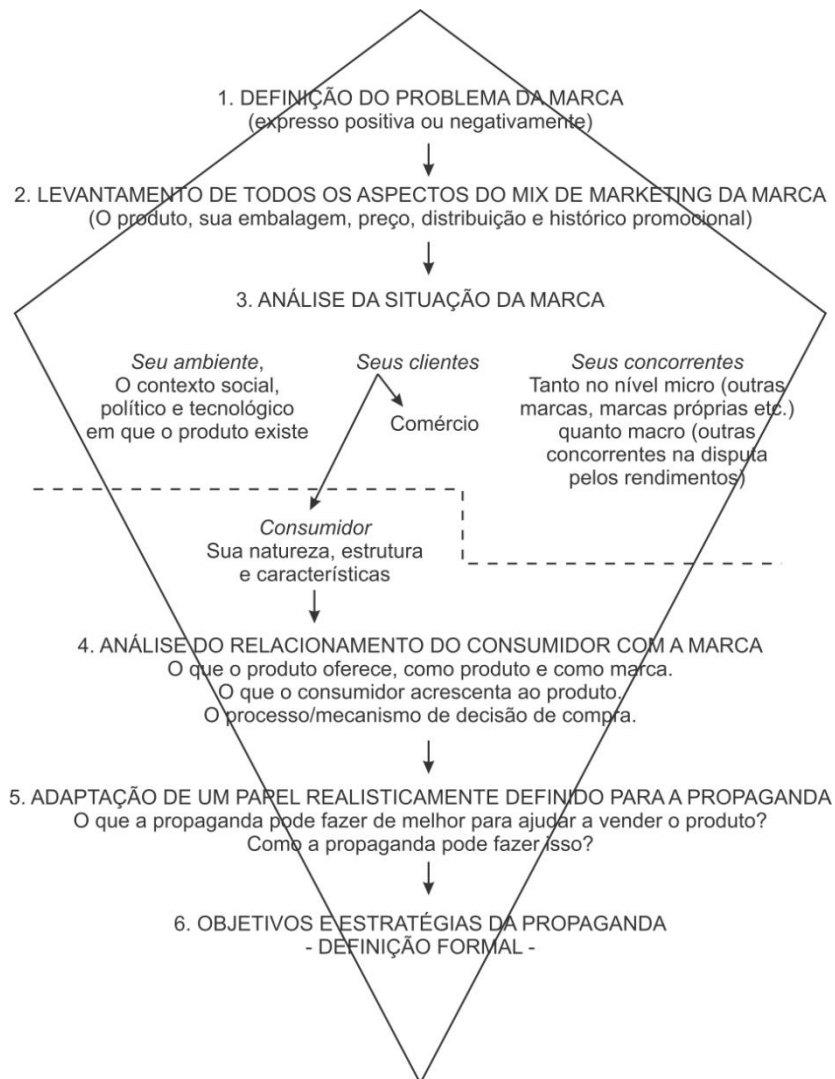 1. DEFINIÇÃO DO PROBLEMA DA MARCA
(expresso positiva ou negativamente)
2. LEVANTAMENTO DE TODOS OS ASPECTOS DO MIX DE MARKETING DA MARCA
(O produto, sua embalagem, preço, distribuição e histórico promocional)
3. ANÁLISE DA SITUAÇÃO DA MARCA
Seu ambiente,
O contexto social,
político e tecnológico
em que o produto existe
Seus clientes
Comércio
Seus concorrentes
Tanto no nível micro (outras
marcas, marcas próprias etc.)
quanto macro (outras
concorrentes na disputa
pelos rendimentos)
Consumidor
Sua natureza, estrutura
e características
4. ANÁLISE DO RELACIONAMENTO DO CONSUMIDOR COM A MARCA
O que o produto oferece, como produto e como marca.
O que o consumidor acrescenta ao produto.
O processo/mecanismo de decisão de compra.
5. ADAPTAÇÃO DE UM PAPEL REALISTICAMENTE DEFINIDO PARA A PROPAGANDA
O que a propaganda pode fazer de melhor para ajudar a vender o produto?
Como a propaganda pode fazer isso?
6. OBJETIVOS E ESTRATÉGIAS DA PROPAGANDA
- DEFINIÇÃO FORMAL -